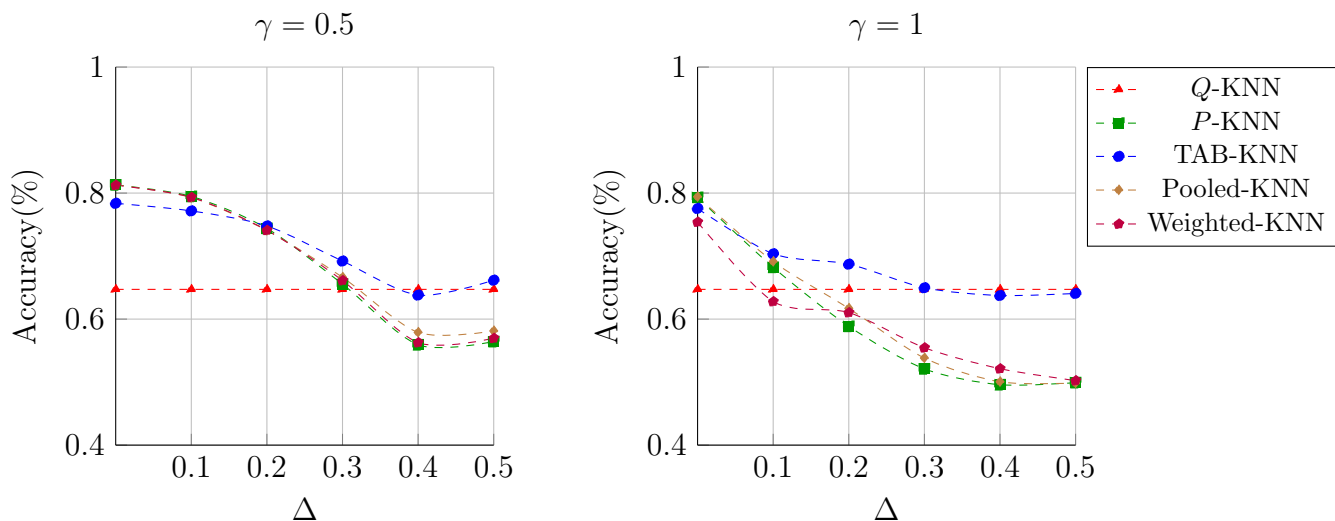 γ = 0.5
1
0.8
0.6
0.4
Accuracy(%)
0.1 0.2 0.3 0.4 0.5
Δ
γ = 1
1
0.8
0.6
0.4
Accuracy(%)
0.1 0.2 0.3 0.4 0.5
Δ
Q-KNN
P-KNN
TAB-KNN
Pooled-KNN
Weighted-KNN